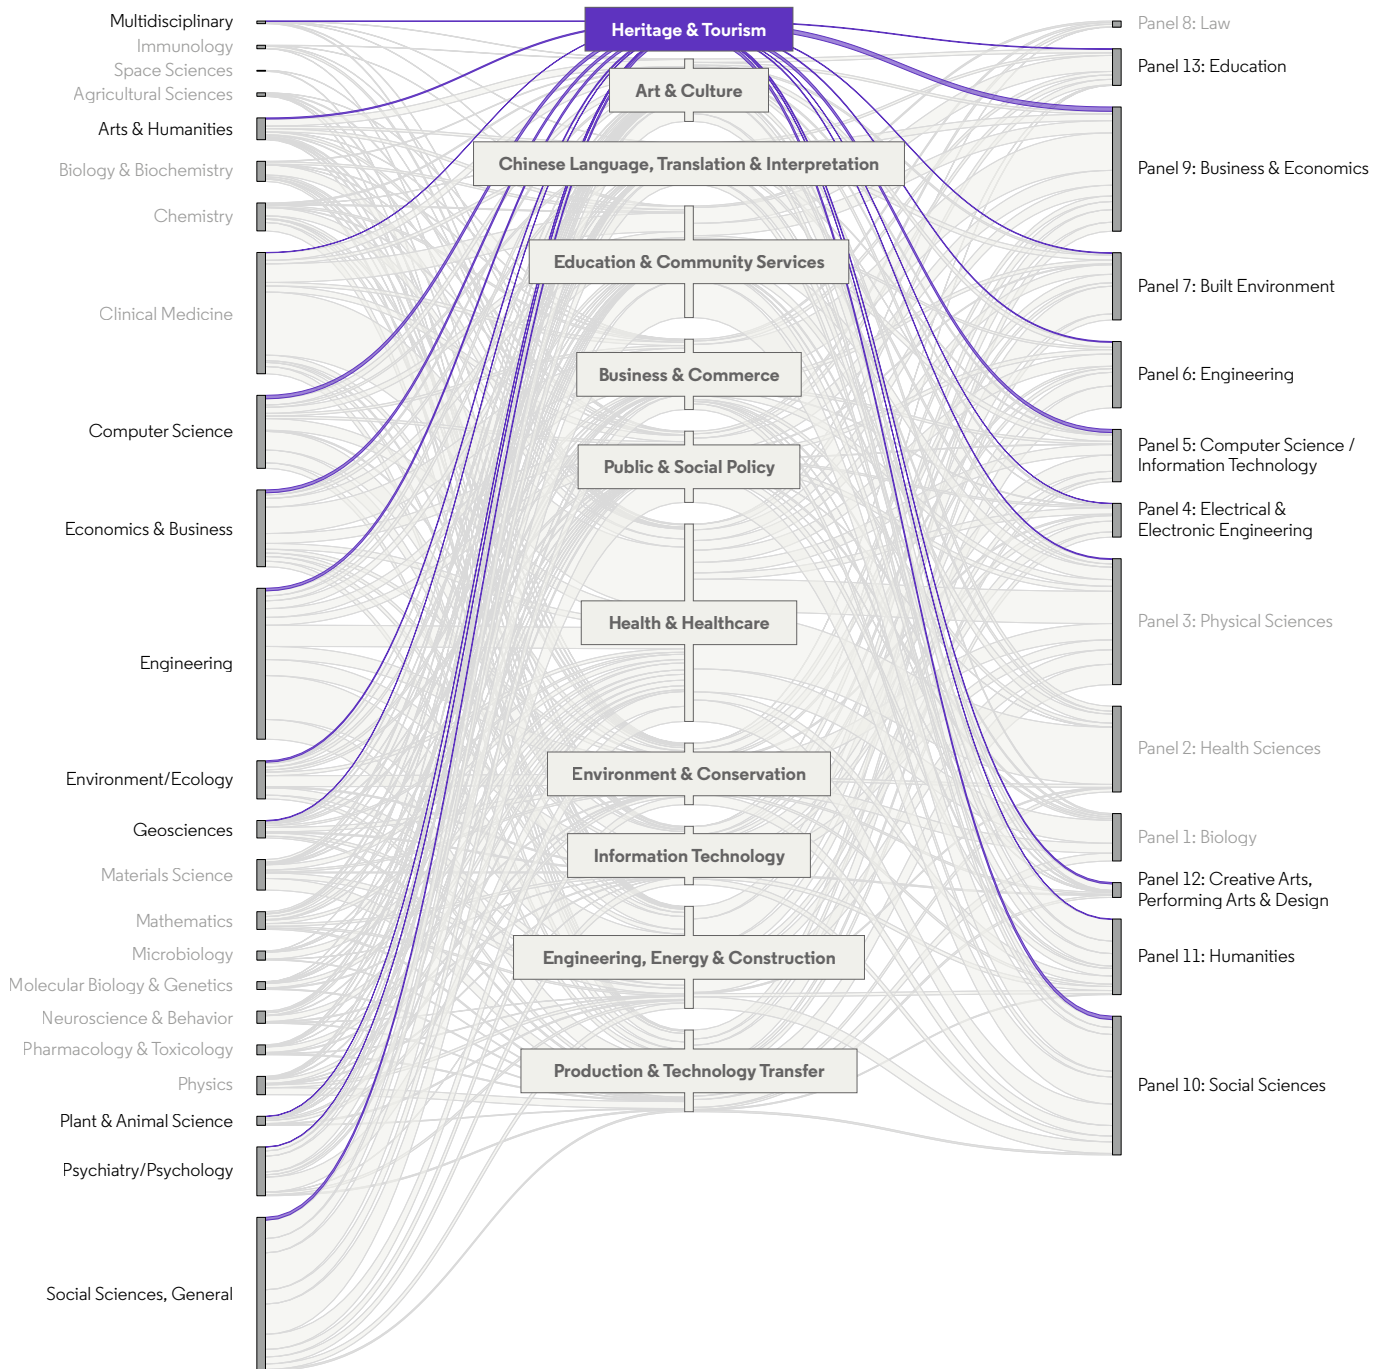 Multidisciplinary
Immunology
Space Sciences
Agricultural Sciences
Arts & Humanities
Biology & Biochemistry
Chemistry
Clinical Medicine
Computer Science
Economics & Business
Engineering
Environment/Ecology
Geosciences
Materials Science
Mathematics
Microbiology
Molecular Biology & Genetics
Neuroscience & Behavior
Pharmacology & Toxicology
Physics
Plant & Animal Science
Psychiatry/Psychology
Social Sciences, General
Heritage & Tourism
Art & Culture
Chinese Language, Translation & Interpretation
Education & Community Services
Business & Commerce
Public & Social Policy
Health & Healthcare
Environment & Conservation
Information Technology
Engineering, Energy & Construction
Production & Technology Transfer
Panel 8: Law
Panel 13: Education
Panel 9: Business & Economics
Panel 7: Built Environment
Panel 6: Engineering
Panel 5: Computer Science /
Information Technology
Panel 4: Electrical &
Electronic Engineering
Panel 3: Physical Sciences
Panel 2: Health Sciences
Panel 1: Biology
Panel 12: Creative Arts,
Performing Arts & Design
Panel 11: Humanities
Panel 10: Social Sciences